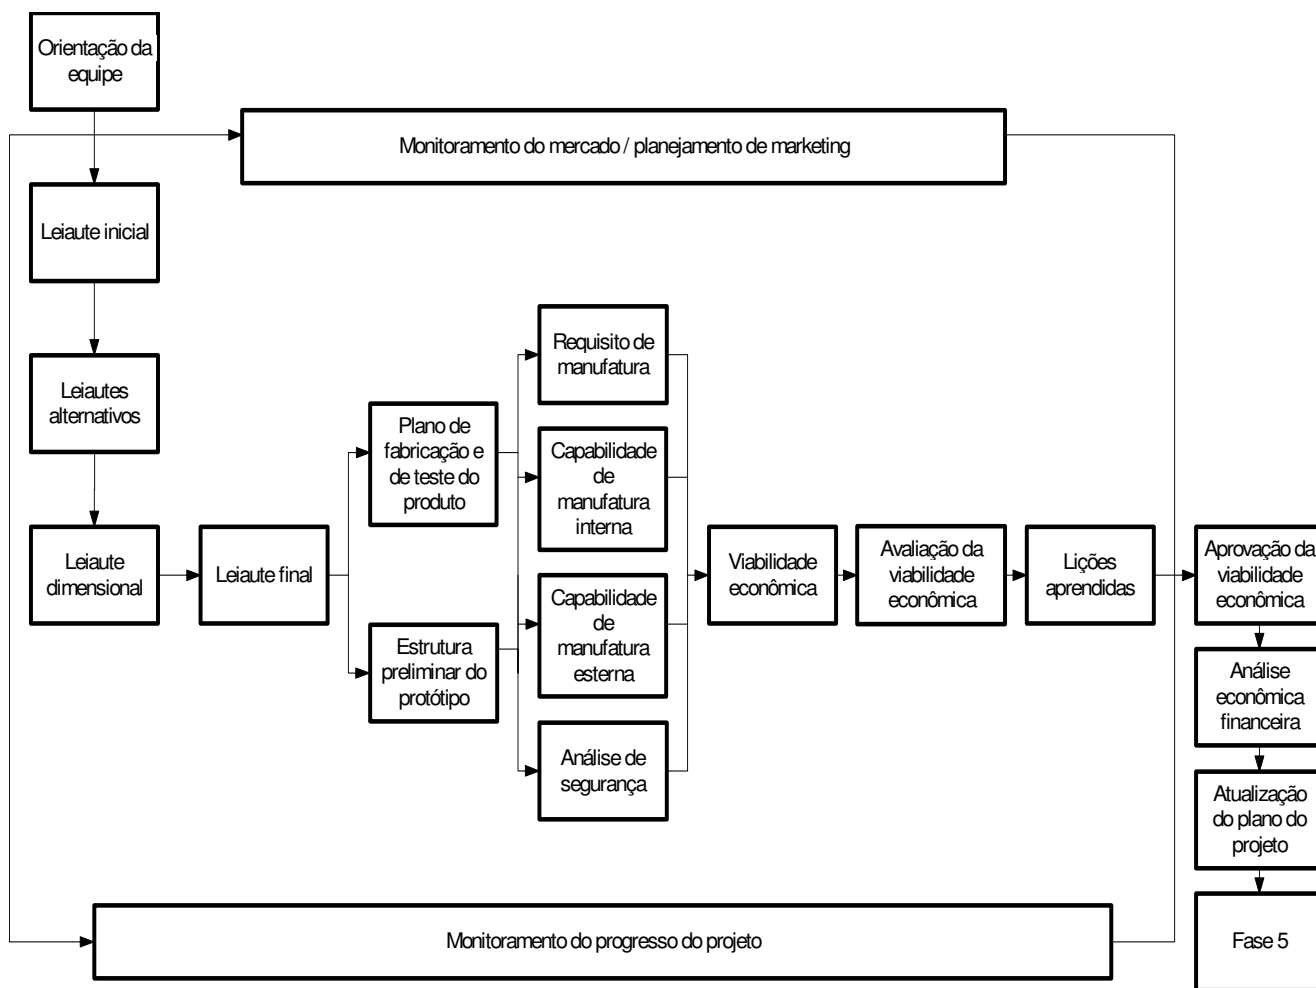 Orientação da
equipe
Monitoramento do mercado / planejamento de marketing
Leiaute inicial
Leiautes
alternativos
Leiaute
dimensional
Leiaute final
Plano de
fabricação e
de teste do
produto
Estrutura
preliminar do
protótipo
Requisito de
manufatura
Capabilidade
de
manufatura
interna
Capabilidade
de
manufatura
esterna
Análise de
segurança
Viabilidade
econômica
Avaliação da
viabilidade
econômica
Lições
aprendidas
Aprovação da
viabilidade
econômica
Análise
econômica
financeira
Atualização
do plano do
projeto
Fase 5
Monitoramento do progresso do projeto